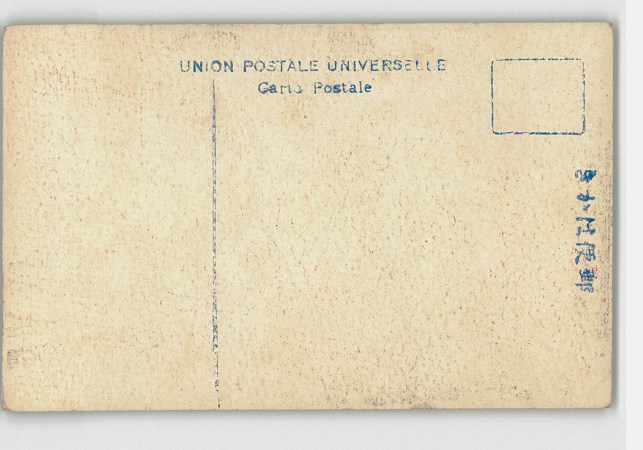 UNION POSTALE UNIVERSELLE
Carte Postale
郵便はかき